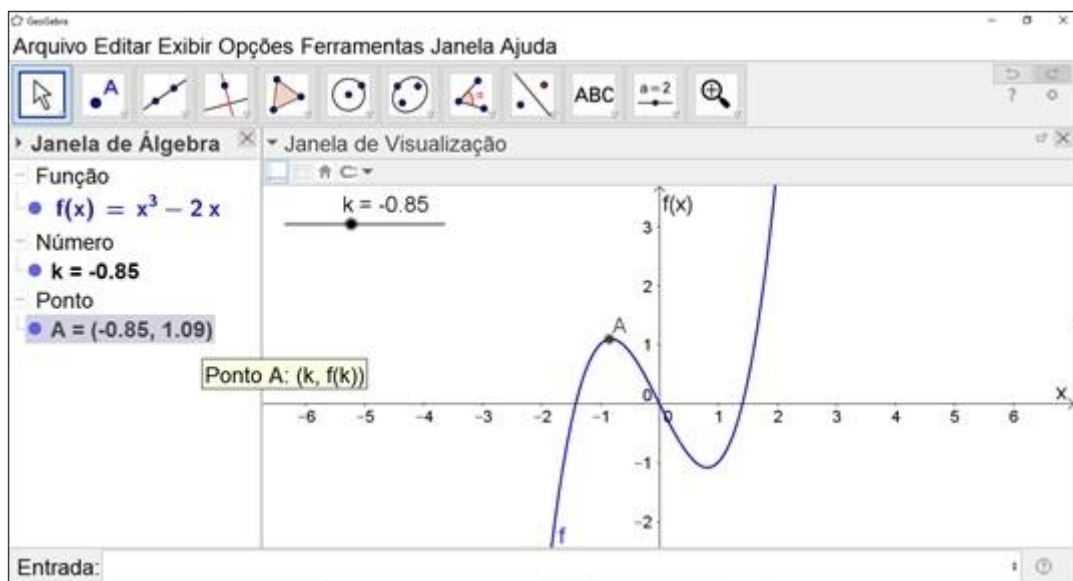 GeoGebra
Arquivo Editar Exibir Opções Ferramentas Janela Ajuda
A
α
ABC
a=2
?
Janela de Álgebra
Janela de Visualização
Função
f(x) = x³ − 2 x
Número
k = -0.85
Ponto
A = (-0.85, 1.09)
Ponto A: (k, f(k))
k = -0.85
f(x)
3
2
A
1
0
x
−6 −5 −4 −3 −2 −1 0 1 2 3 4 5 6
−1
−2
f
Entrada: